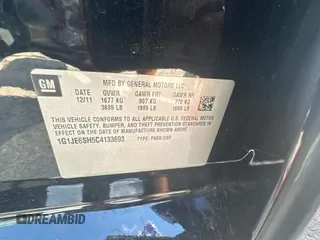 GM
MFD BY GENERAL MOTORS LLC
12/11 GVWR GAWR FRT GAWR RR
1677 KG 907 KG 770 KG
3699 LB 1999 LB 1698 LB
THIS VEHICLE CONFORMS TO ALL APPLICABLE U.S. FEDERAL MOTOR
VEHICLE SAFETY, BUMPER, AND THEFT PREVENTION STANDARDS IN
EFFECT ON THE DATE OF MANUFACTURE SHOWN ABOVE.
1G1JE6SH5C4133693 TYPE: PASS CAR
DREAMBID